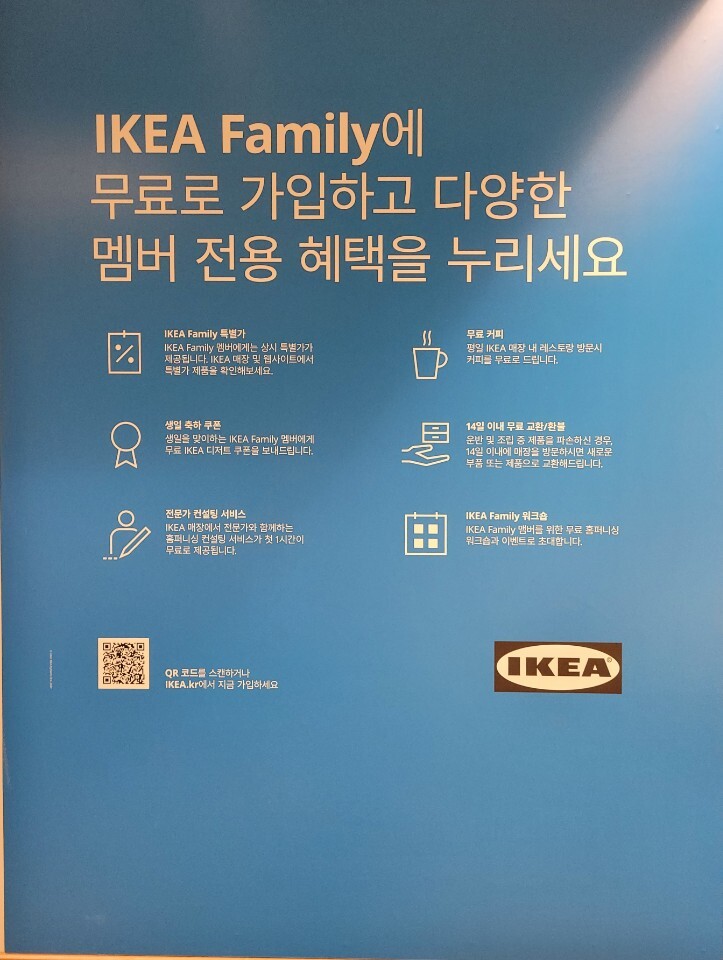 IKEA Family에
무료로 가입하고 다양한
멤버 전용 혜택을 누리세요
IKEA Family 특별가
IKEA Family 멤버에게는 상시 특별가가
제공됩니다. IKEA 매장 및 웹사이트에서
특별가 제품을 확인해보세요.
무료 커피
평일 IKEA 매장 내 레스토랑 방문시
커피를 무료로 드립니다.
생일 축하 쿠폰
생일을 맞이하는 IKEA Family 멤버에게
무료 IKEA 디저트 쿠폰을 보내드립니다.
14일 이내 무료 교환/환불
운반 및 조립 중 제품을 파손하신 경우,
14일 이내에 매장을 방문하시면 새로운
부품 또는 제품으로 교환해드립니다.
전문가 컨설팅 서비스
IKEA 매장에서 전문가와 함께하는
홈퍼니싱 컨설팅 서비스가 첫 1시간이
무료로 제공됩니다.
IKEA Family 워크숍
IKEA Family 멤버를 위한 무료 홈퍼니싱
워크숍과 이벤트로 초대합니다.
QR 코드를 스캔하거나
IKEA.kr에서 지금 가입하세요
IKEA